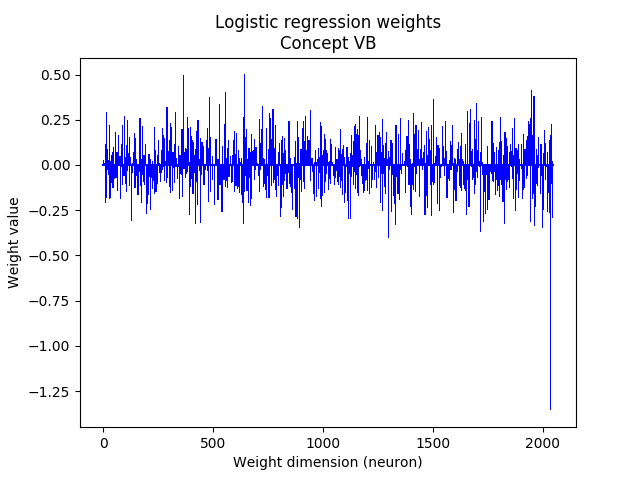 Logistic regression weights
Concept VB
0.50
0.25
0.00
−0.25
−0.50
−0.75
−1.00
−1.25
Weight value
0 500 1000 1500 2000
Weight dimension (neuron)